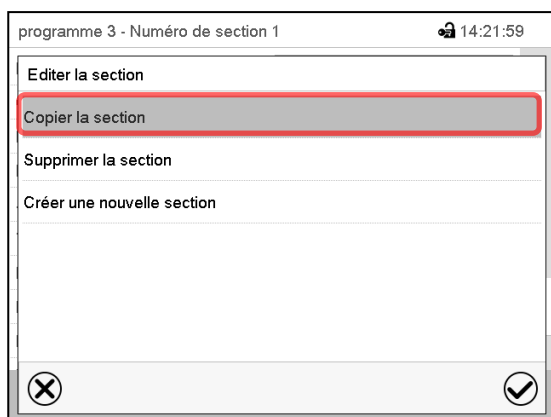 programme 3 - Numéro de section 1 14:21:59
Editer la section
Copier la section
Supprimer la section
Créer une nouvelle section